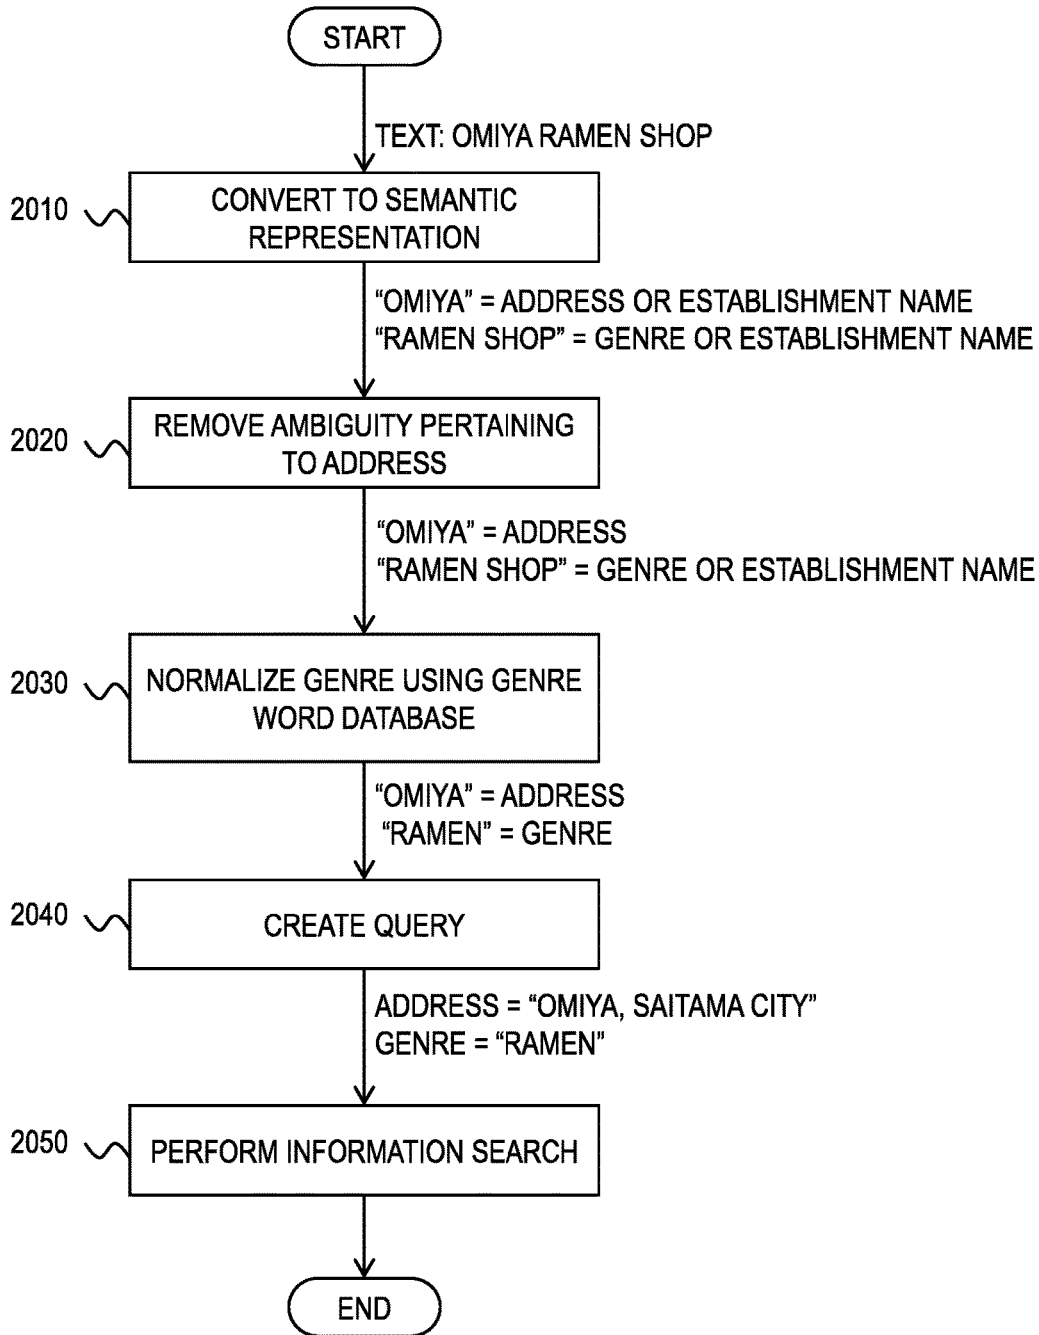 START
TEXT: OMIYA RAMEN SHOP
2010
CONVERT TO SEMANTIC
REPRESENTATION
“OMIYA” = ADDRESS OR ESTABLISHMENT NAME
“RAMEN SHOP” = GENRE OR ESTABLISHMENT NAME
2020
REMOVE AMBIGUITY PERTAINING
TO ADDRESS
“OMIYA” = ADDRESS
“RAMEN SHOP” = GENRE OR ESTABLISHMENT NAME
2030
NORMALIZE GENRE USING GENRE
WORD DATABASE
“OMIYA” = ADDRESS
“RAMEN” = GENRE
2040
CREATE QUERY
ADDRESS = “OMIYA, SAITAMA CITY”
GENRE = “RAMEN”
2050
PERFORM INFORMATION SEARCH
END